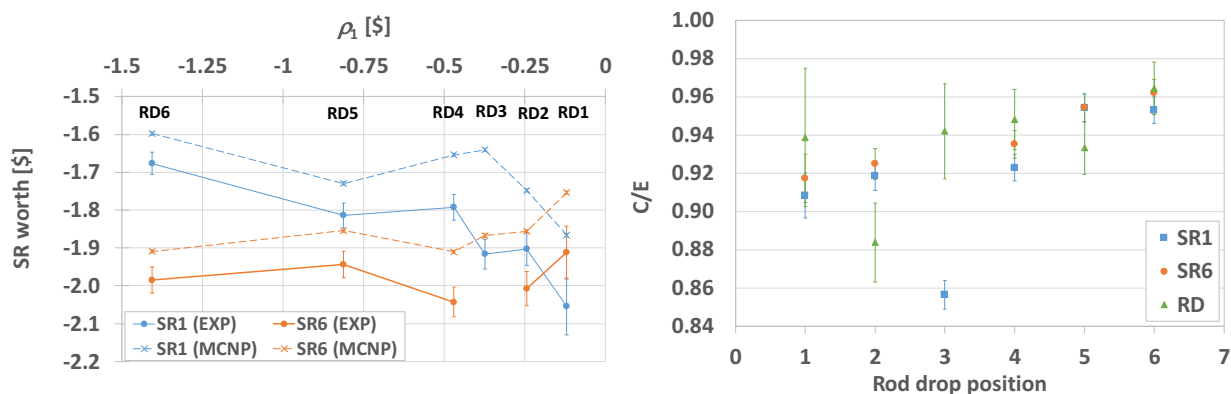 ρ₁ [$]
-1.5 -1.25 -1 -0.75 -0.5 -0.25 0
RD6 RD5 RD4 RD3 RD2 RD1
SR worth [$]
-1.5
-1.6
-1.7
-1.8
-1.9
-2.0
-2.1
-2.2
SR1 (EXP) SR6 (EXP)
SR1 (MCNP) SR6 (MCNP)
C/E
1.00
0.98
0.96
0.94
0.92
0.90
0.88
0.86
0.84
SR1
SR6
RD
0 1 2 3 4 5 6 7
Rod drop position